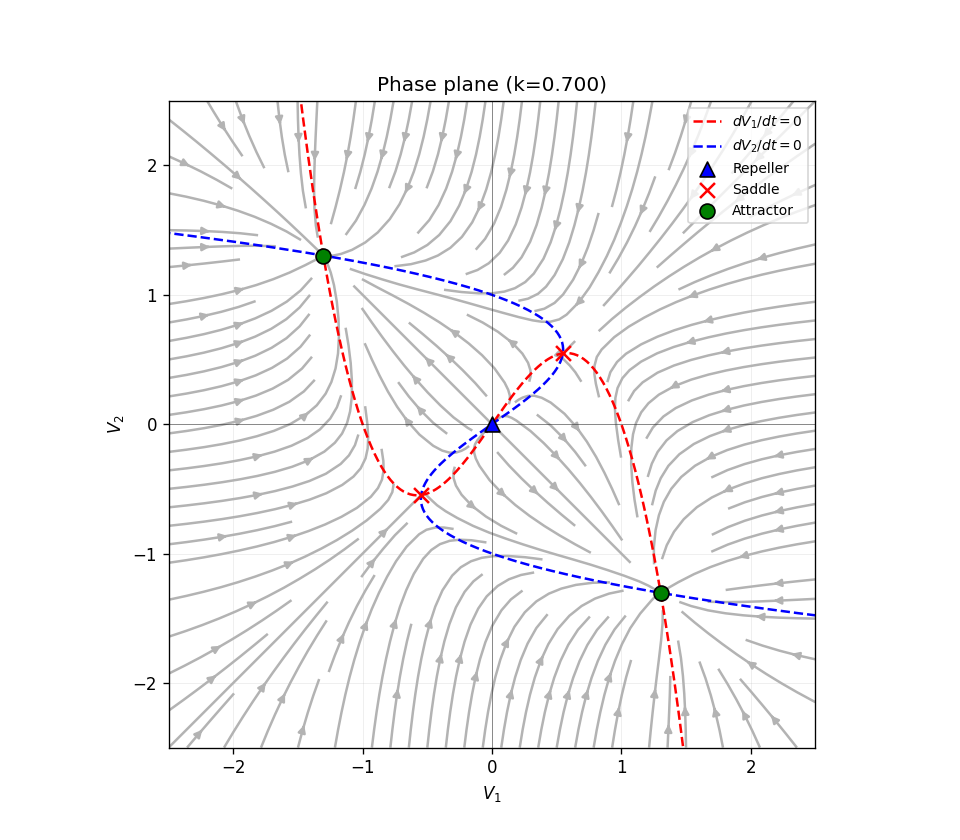 Phase plane (k=0.700)
dV₁/dt = 0
dV₂/dt = 0
Repeller
Saddle
Attractor
2
1
0
−1
−2
V₂
−2 −1 0 1 2
V₁